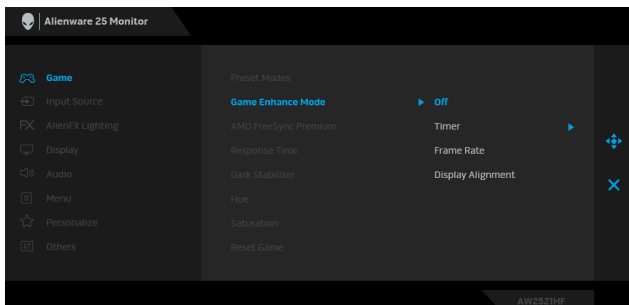 Alienware 25 Monitor
Game
Input Source
AlienFX Lighting
Display
Audio
Menu
Personalize
Others
Preset Modes
Game Enhance Mode
AMD FreeSync Premium
Response Time
Dark Stabilizer
Hue
Saturation
Reset Game
Off
Timer
Frame Rate
Display Alignment
AW2521HF